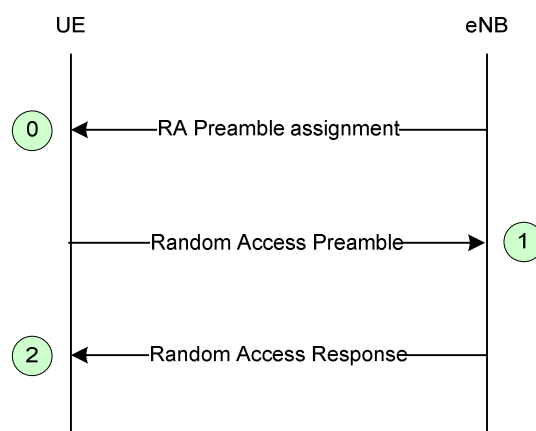 UE
eNB
0
RA Preamble assignment
Random Access Preamble
1
2
Random Access Response